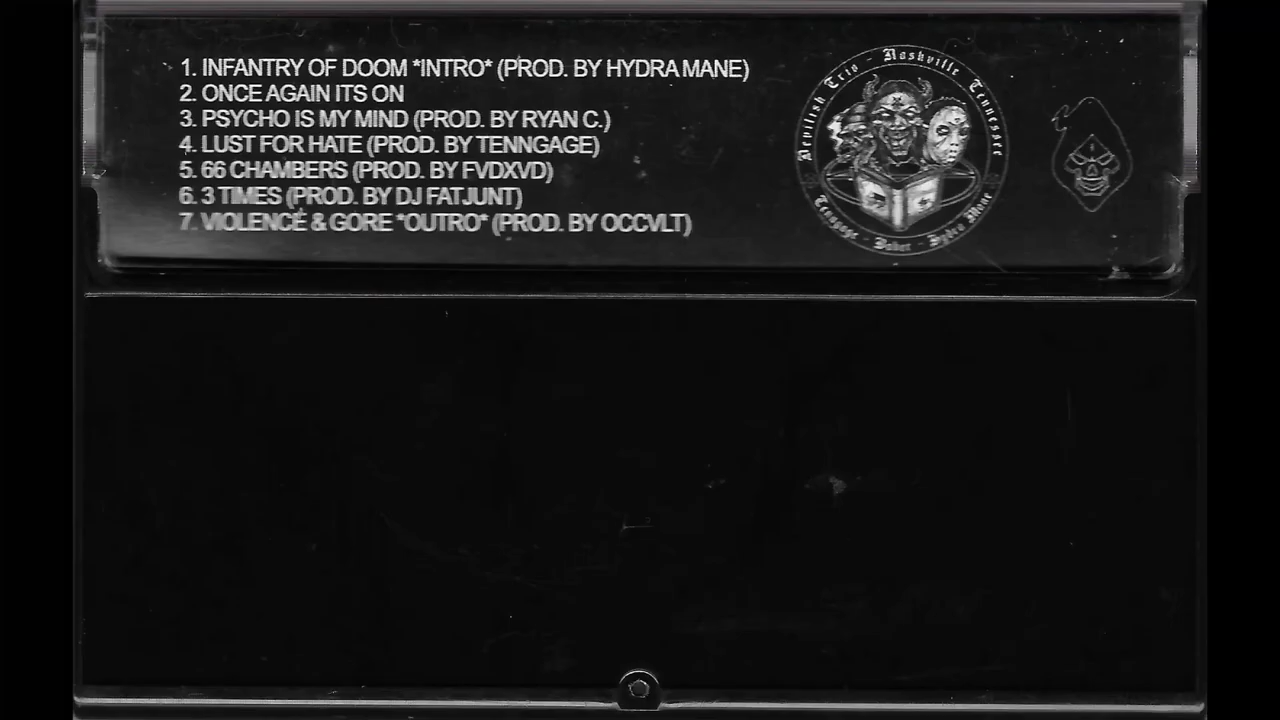 1. INFANTRY OF DOOM *INTRO* (PROD. BY HYDRA MANE)
2. ONCE AGAIN ITS ON
3. PSYCHO IS MY MIND (PROD. BY RYAN C.)
4. LUST FOR HATE (PROD. BY TENNGAGE)
5. 66 CHAMBERS (PROD. BY FVDXVD)
6. 3 TIMES (PROD. BY DJ FATJUNT)
7. VIOLENCE & GORE *OUTRO* (PROD. BY OCCVLT)
Devilish Trio - Nashville Tennessee
Tenngage - Baker - Hydra Mane